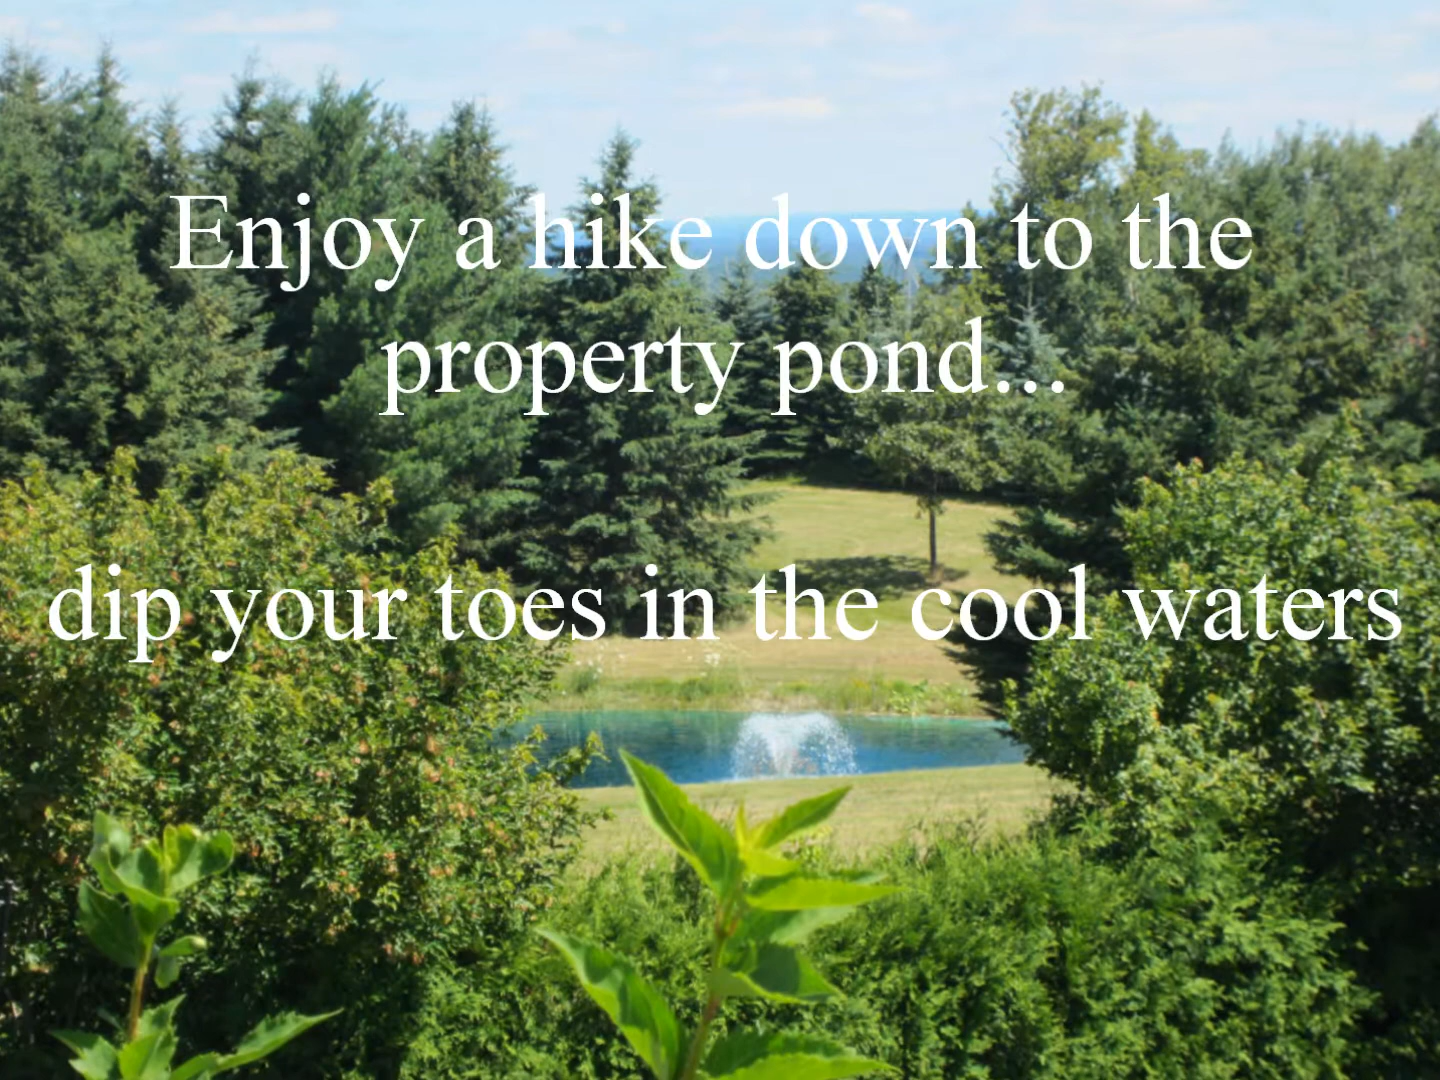 Enjoy a hike down to the
property pond...
dip your toes in the cool waters